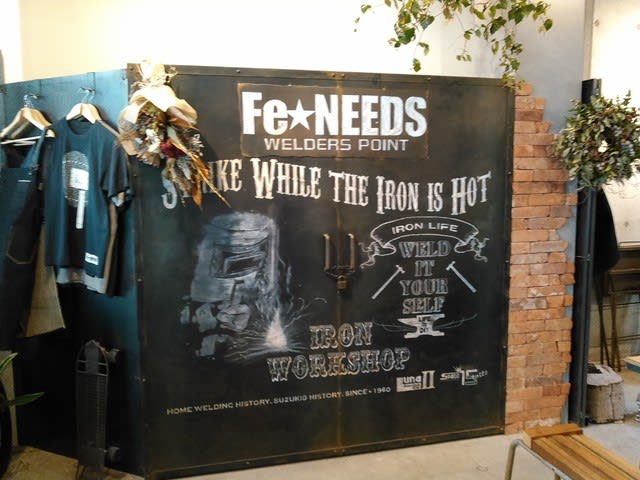 Fe★NEEDS
WELDERS POINT
STRIKE WHILE THE IRON IS HOT
IRON LIFE
WELD
IT
YOUR
SELF
IRON
WORKSHOP
HOME WELDING HISTORY. SUZUKID HISTORY. SINCE-1960